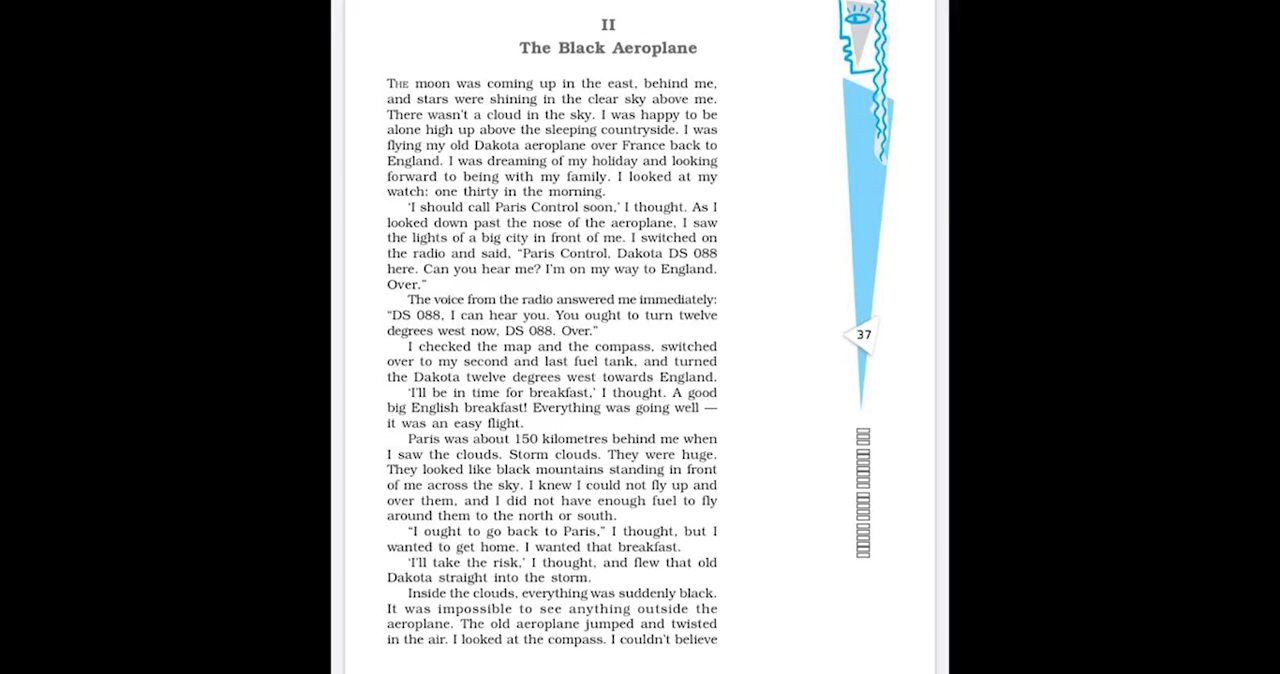 II
The Black Aeroplane
THE moon was coming up in the east, behind me,
and stars were shining in the clear sky above me.
There wasn't a cloud in the sky. I was happy to be
alone high up above the sleeping countryside. I was
flying my old Dakota aeroplane over France back to
England. I was dreaming of my holiday and looking
forward to being with my family. I looked at my
watch: one thirty in the morning.
'I should call Paris Control soon,' I thought. As I
looked down past the nose of the aeroplane, I saw
the lights of a big city in front of me. I switched on
the radio and said, “Paris Control, Dakota DS 088
here. Can you hear me? I'm on my way to England.
Over.”
The voice from the radio answered me immediately:
“DS 088, I can hear you. You ought to turn twelve
degrees west now, DS 088. Over.”
I checked the map and the compass, switched
over to my second and last fuel tank, and turned
the Dakota twelve degrees west towards England.
'I'll be in time for breakfast,' I thought. A good
big English breakfast! Everything was going well —
it was an easy flight.
Paris was about 150 kilometres behind me when
I saw the clouds. Storm clouds. They were huge.
They looked like black mountains standing in front
of me across the sky. I knew I could not fly up and
over them, and I did not have enough fuel to fly
around them to the north or south.
“I ought to go back to Paris,” I thought, but I
wanted to get home. I wanted that breakfast.
'I'll take the risk,' I thought, and flew that old
Dakota straight into the storm.
Inside the clouds, everything was suddenly black.
It was impossible to see anything outside the
aeroplane. The old aeroplane jumped and twisted
in the air. I looked at the compass. I couldn't believe
37